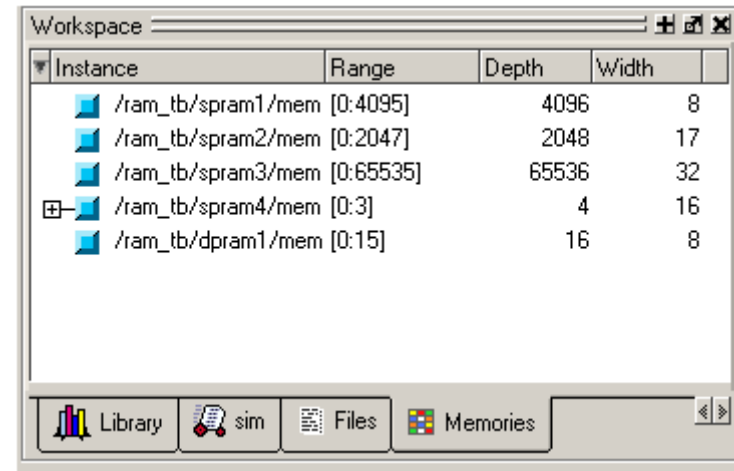 Workspace
Instance Range Depth Width
/ram_tb/spram1/mem [0:4095] 4096 8
/ram_tb/spram2/mem [0:2047] 2048 17
/ram_tb/spram3/mem [0:65535] 65536 32
/ram_tb/spram4/mem [0:3] 4 16
/ram_tb/dpram1/mem [0:15] 16 8
Library sim Files Memories